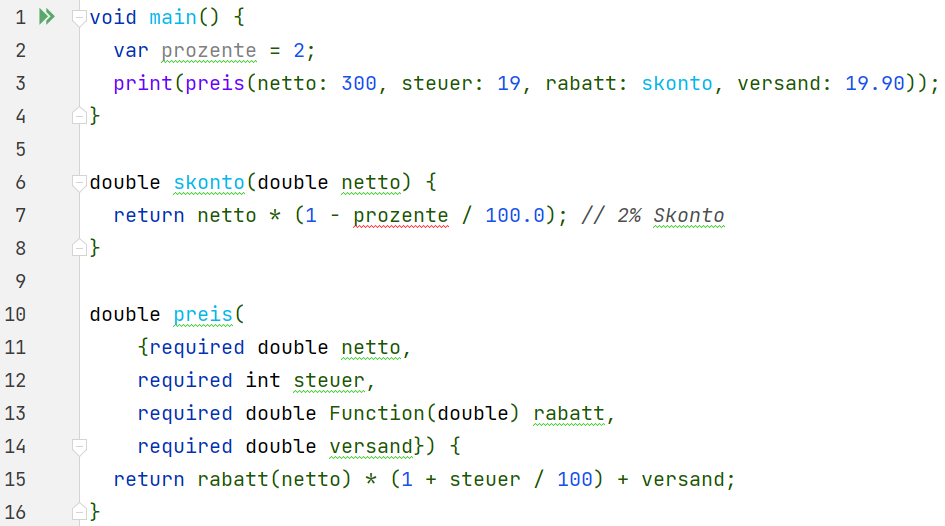 1 void main() {
2 var prozente = 2;
3 print(preis(netto: 300, steuer: 19, rabatt: skonto, versand: 19.90));
4 }
5
6 double skonto(double netto) {
7 return netto * (1 - prozente / 100.0); // 2% Skonto
8 }
9
10 double preis(
11 {required double netto,
12 required int steuer,
13 required double Function(double) rabatt,
14 required double versand}) {
15 return rabatt(netto) * (1 + steuer / 100) + versand;
16 }